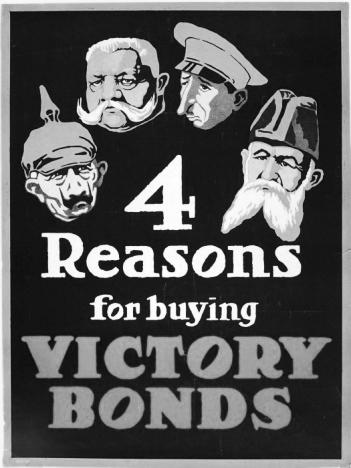 4
Reasons
for buying
VICTORY
BONDS